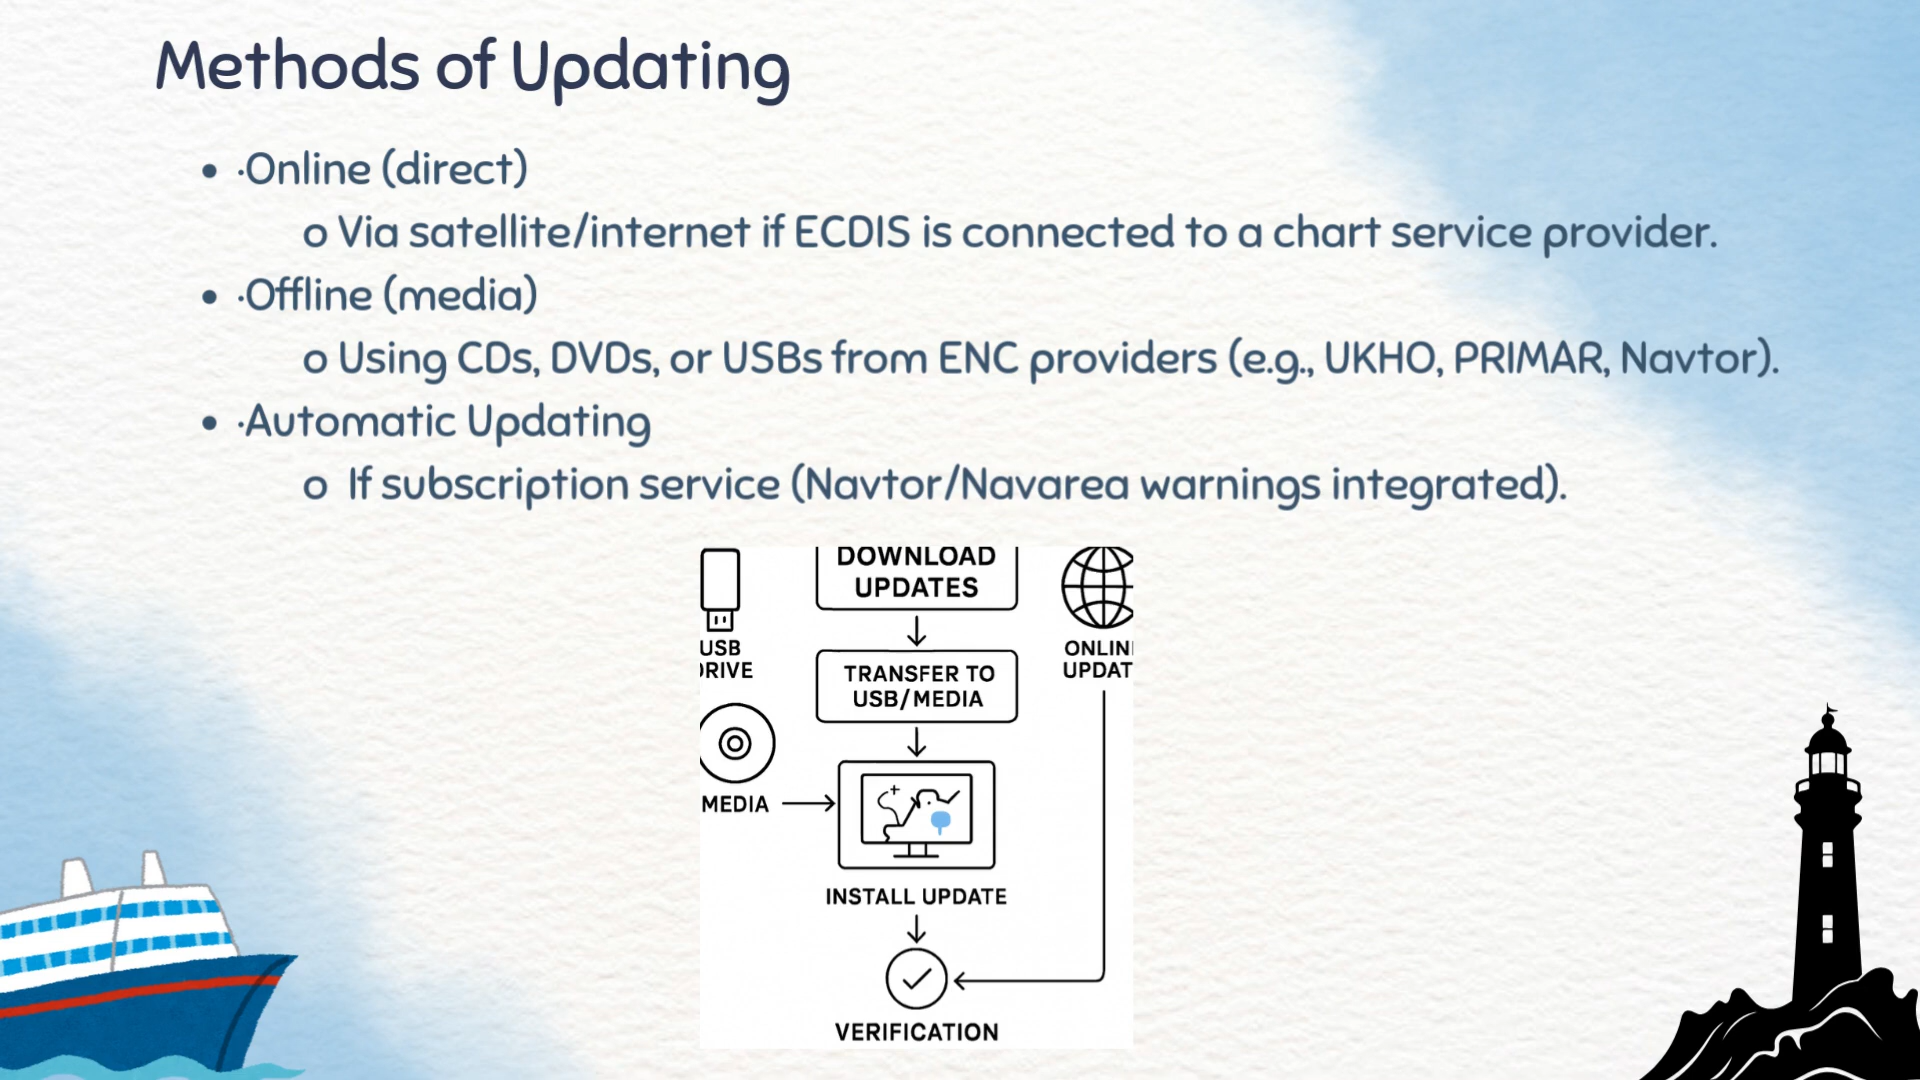 Methods of Updating
• ·Online (direct)
o Via satellite/internet if ECDIS is connected to a chart service provider.
• ·Offline (media)
o Using CDs, DVDs, or USBs from ENC providers (e.g., UKHO, PRIMAR, Navtor).
• ·Automatic Updating
o If subscription service (Navtor/Navarea warnings integrated).
DOWNLOAD
UPDATES
USB
DRIVE
ONLIN
UPDAT
TRANSFER TO
USB/MEDIA
MEDIA
INSTALL UPDATE
VERIFICATION